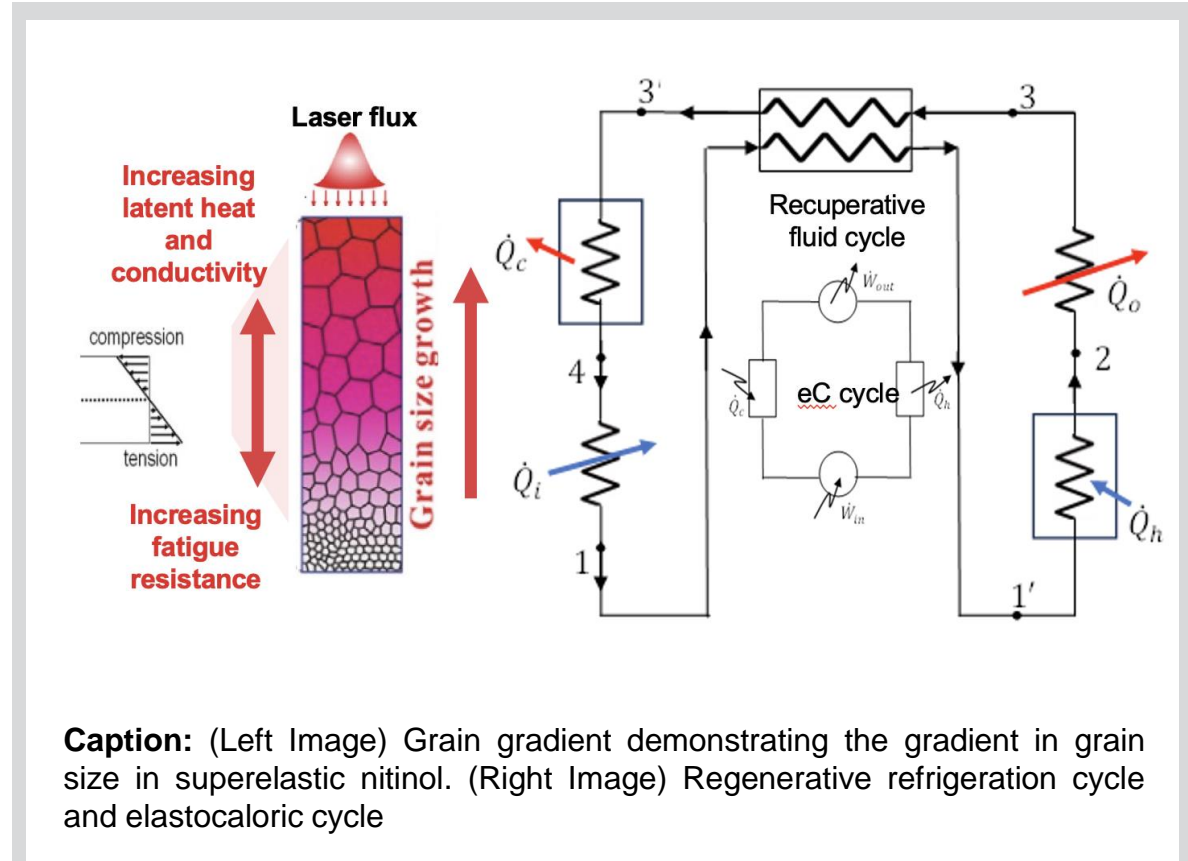 Laser flux
Increasing
latent heat
and
conductivity
compression
tension
Increasing
fatigue
resistance
Grain size growth
3'
3
Recuperative
fluid cycle
Q̇c
Ẇout
Q̇o
4
2
Q̇c
eC cycle
Q̇h
Q̇i
Ẇin
Q̇h
1
1'
Caption: (Left Image) Grain gradient demonstrating the gradient in grain
size in superelastic nitinol. (Right Image) Regenerative refrigeration cycle
and elastocaloric cycle